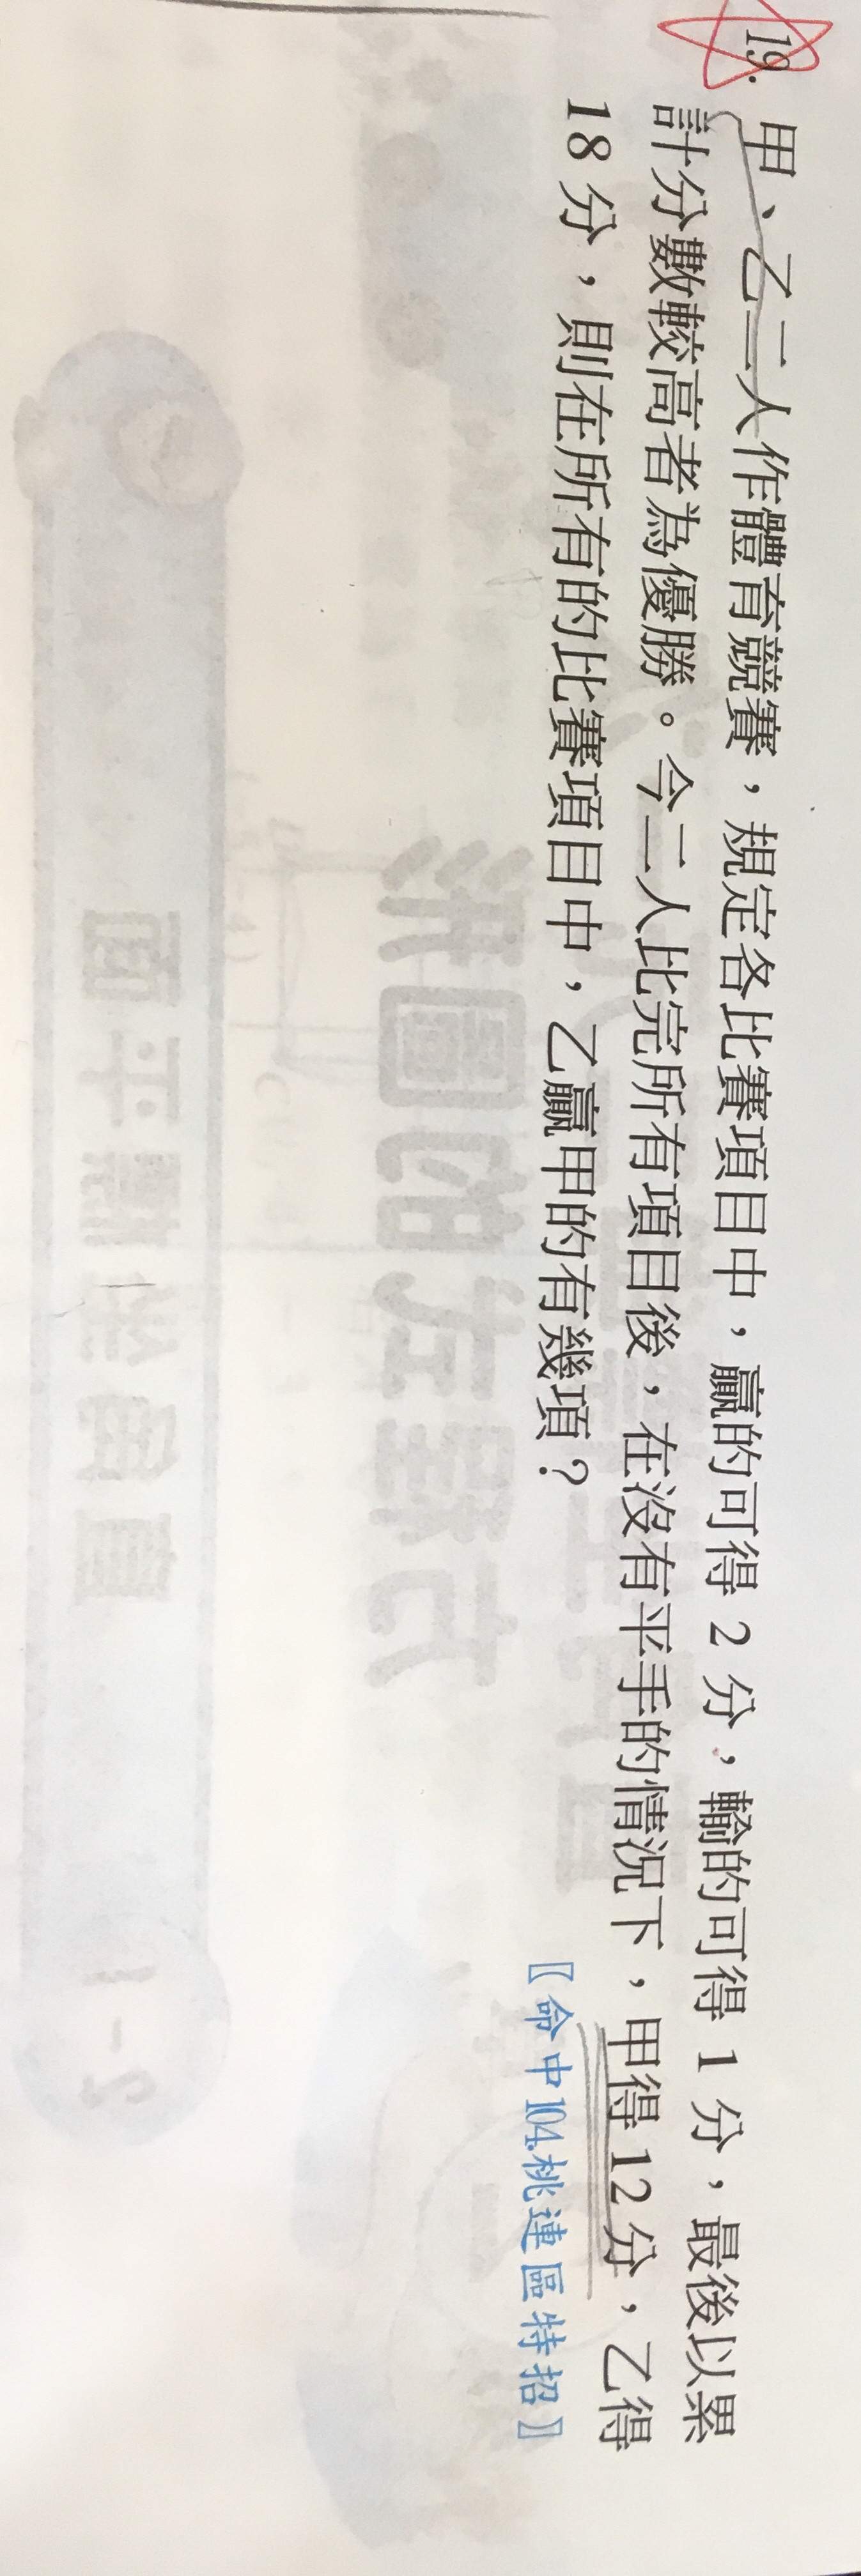 19. 甲、乙二人作體育競賽，規定各比賽項目中，贏的可得 2 分，輸的可得 1 分，最後以累
計分數較高者為優勝。今二人比完所有項目後，在沒有平手的情況下，甲得 12 分，乙得
18 分，則在所有的比賽項目中，乙贏甲的有幾項？
〖命中104.桃連區特招〗